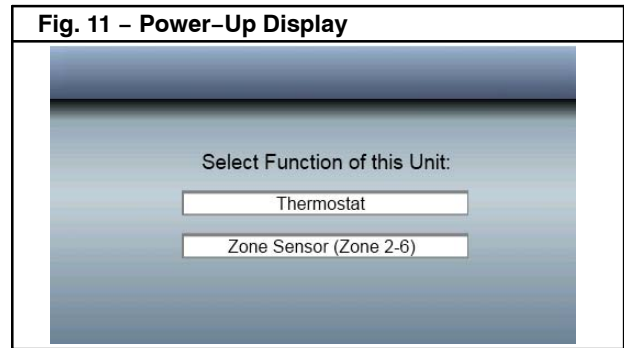 Fig. 11 – Power–Up Display
Select Function of this Unit:
Thermostat
Zone Sensor (Zone 2-6)